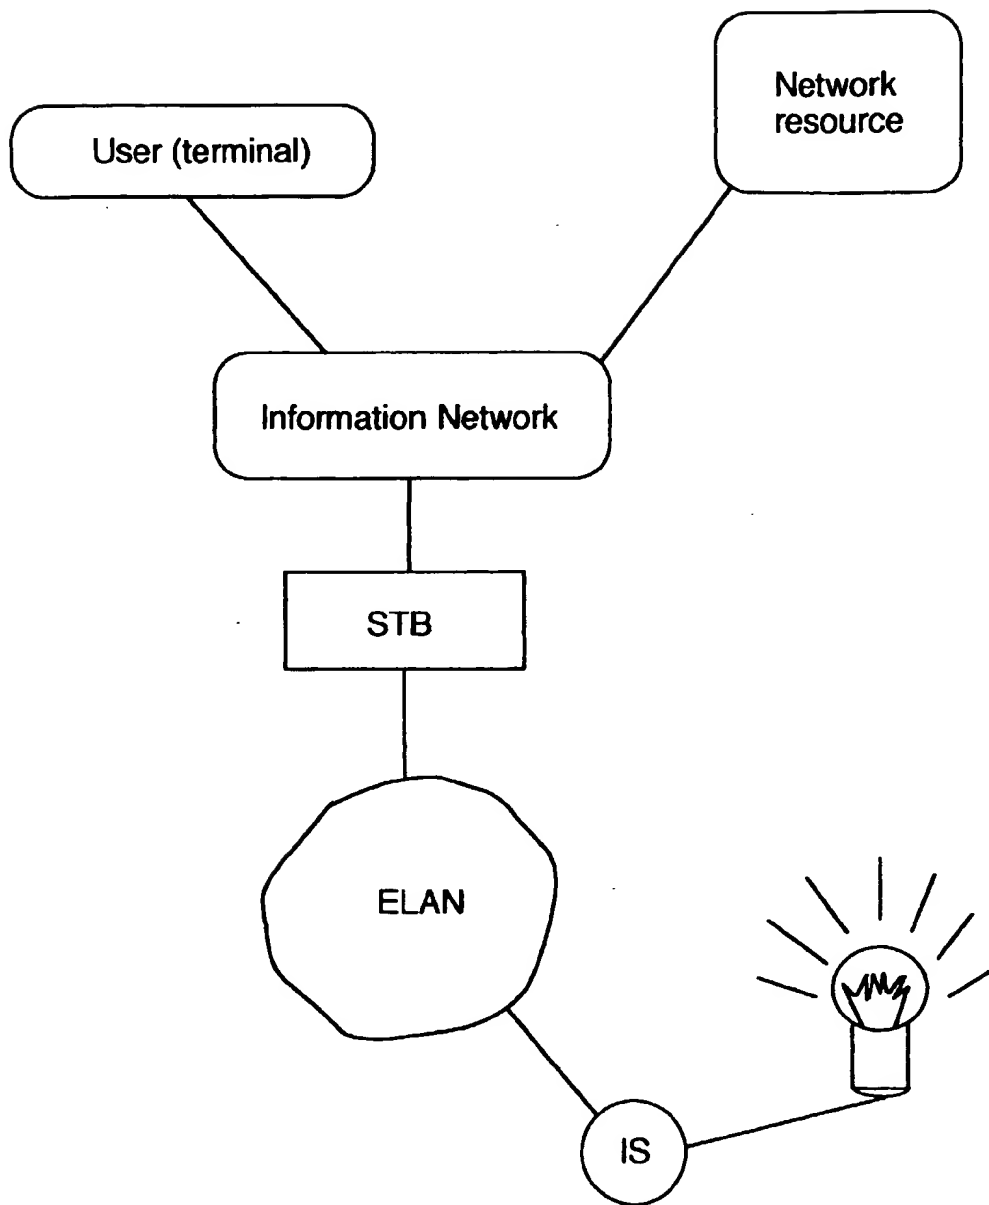 Network
resource
User (terminal)
Information Network
STB
ELAN
IS